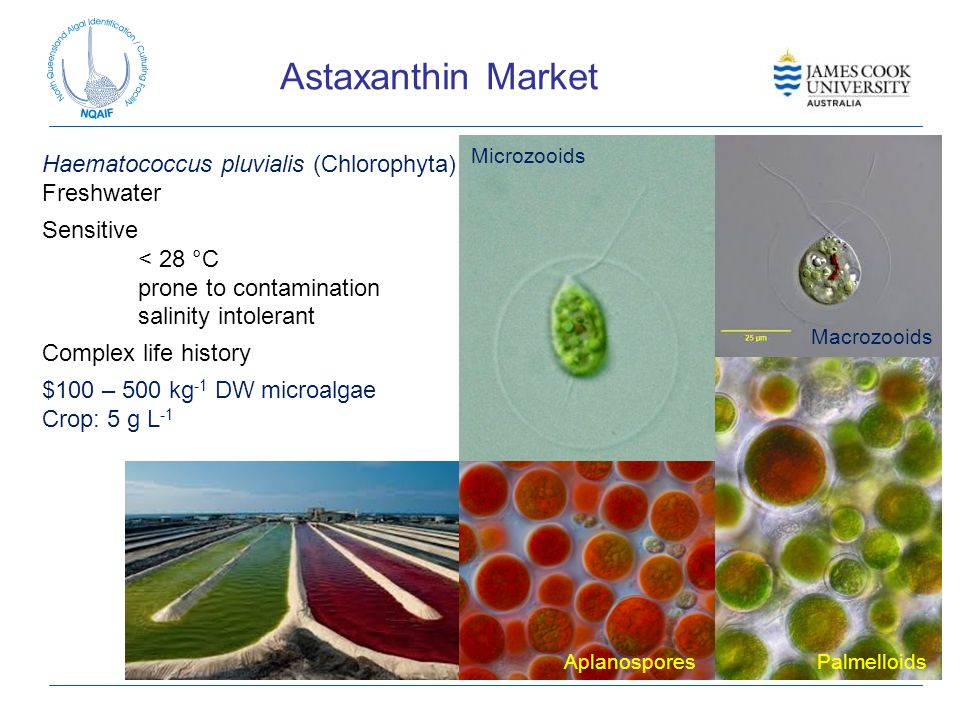 North Queensland Algal Identification / Culturing Facility
NQAIF
Astaxanthin Market
JAMES COOK
UNIVERSITY
AUSTRALIA
Haematococcus pluvialis (Chlorophyta)
Freshwater
Sensitive
< 28 °C
prone to contamination
salinity intolerant
Complex life history
$100 – 500 kg-1 DW microalgae
Crop: 5 g L-1
Microzooids
25 µm
Macrozooids
Aplanospores
Palmelloids